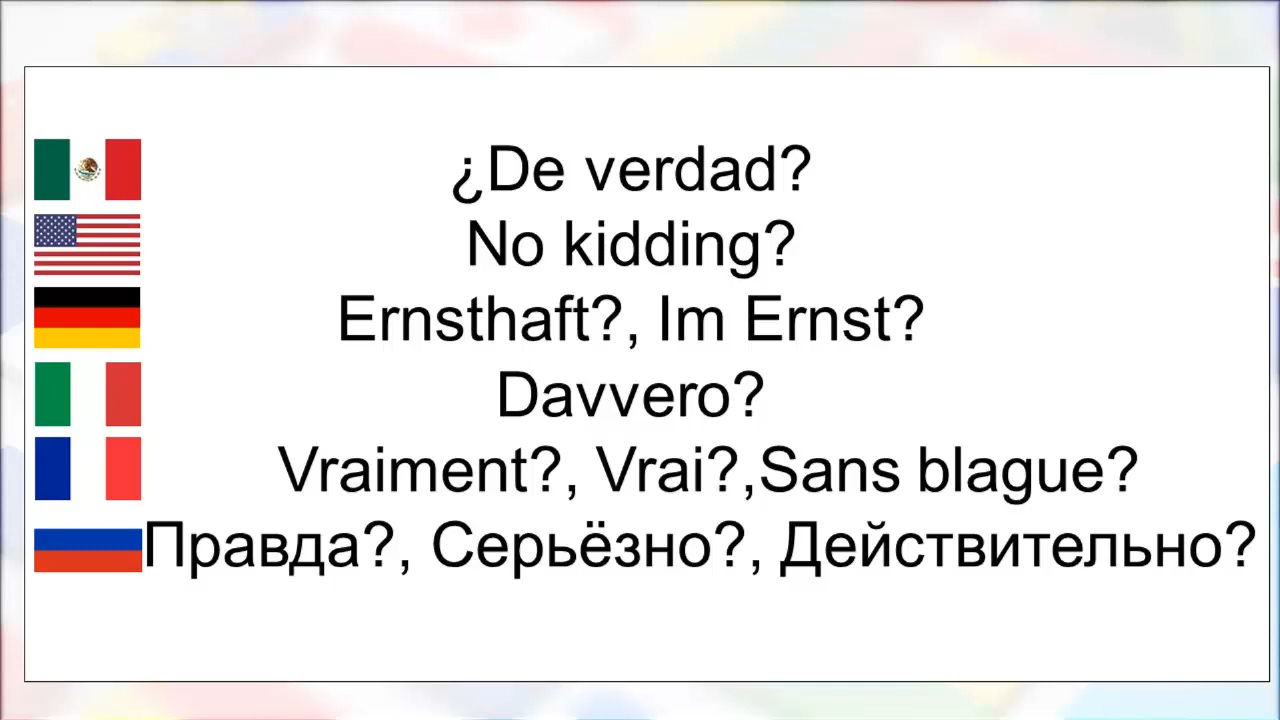 ¿De verdad?
No kidding?
Ernsthaft?, Im Ernst?
Davvero?
Vraiment?, Vrai?,Sans blague?
Правда?, Серьёзно?, Действительно?